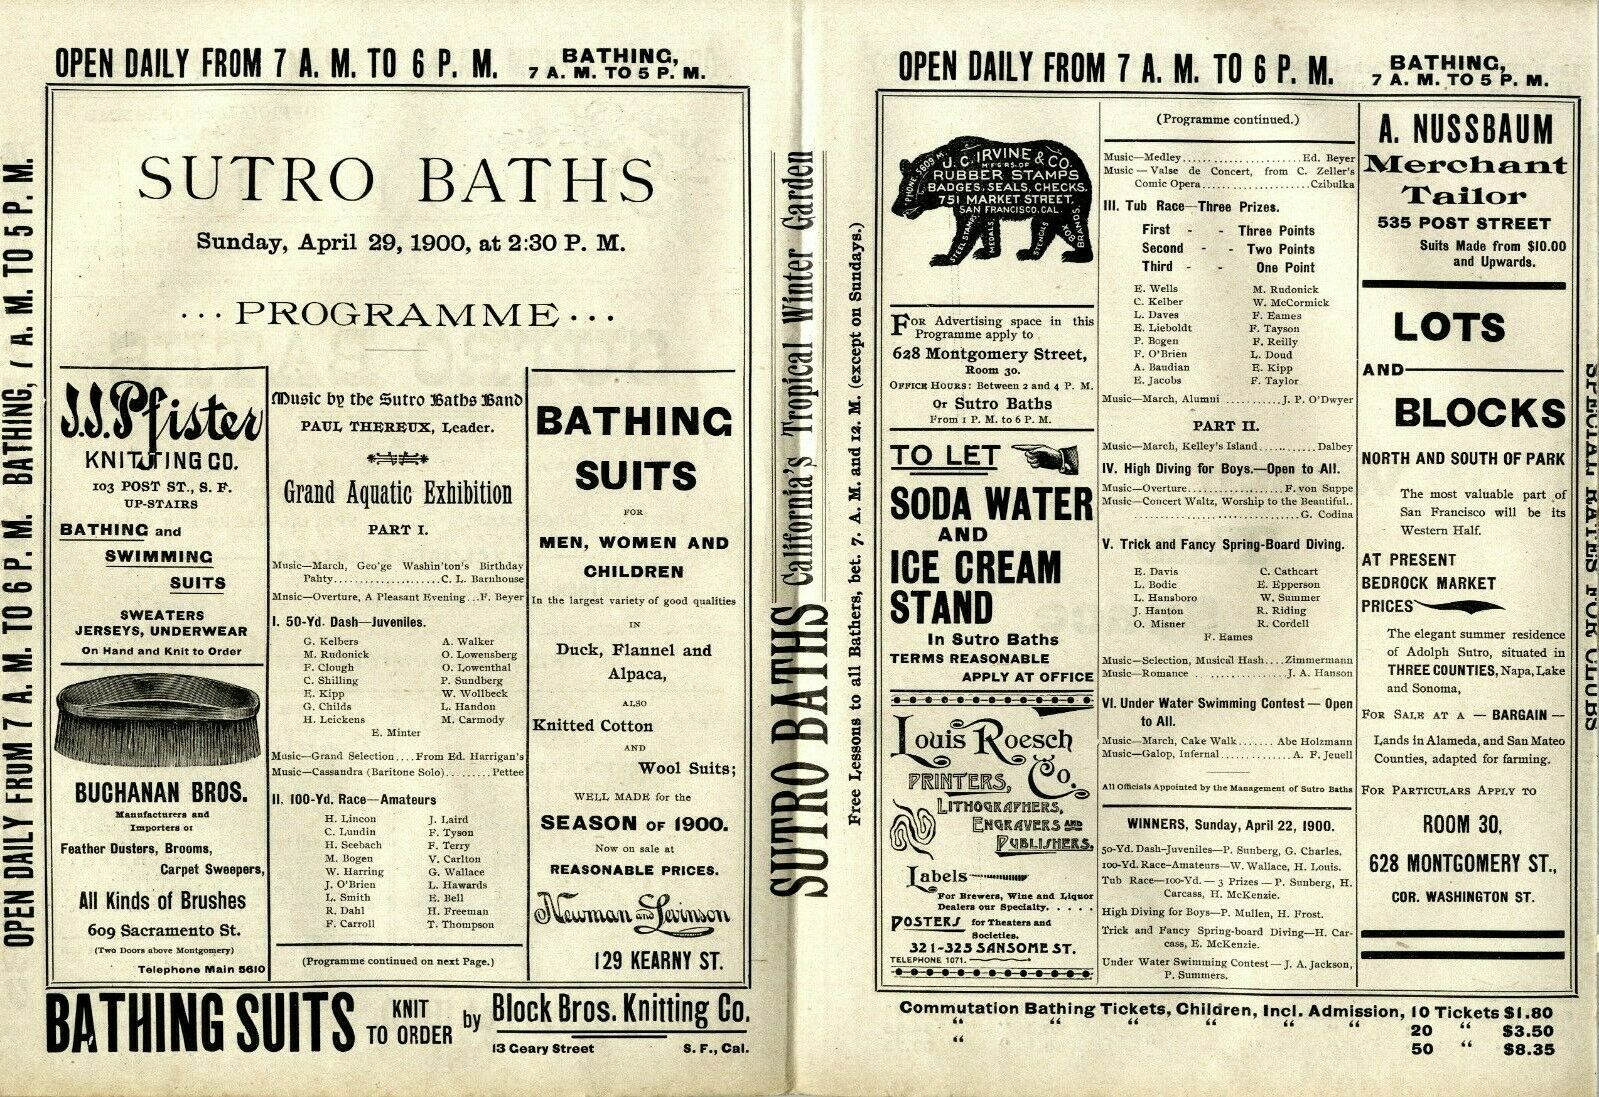 OPEN DAILY FROM 7 A. M. TO 6 P. M.
BATHING,
7 A. M. TO 5 P. M.
OPEN DAILY FROM 7 A. M. TO 6 P. M. BATHING, 7 A. M. TO 5 P. M.
SUTRO BATHS
Sunday, April 29, 1900, at 2:30 P. M.
... PROGRAMME ...
J.J. Pfister
KNITTING CO.
103 POST ST., S. F.
UP-STAIRS
BATHING and
SWIMMING
SUITS
SWEATERS
JERSEYS, UNDERWEAR
On Hand and Knit to Order
BUCHANAN BROS.
Manufacturers and
Importers of
Feather Dusters, Brooms,
Carpet Sweepers,
All Kinds of Brushes
609 Sacramento St.
(Two Doors above Montgomery)
Telephone Main 5610
Music by the Sutro Baths Band
PAUL THEREUX, Leader.
Grand Aquatic Exhibition
PART I.
Music—March, Geo'ge Washin'ton's Birthday
Pahty....................C. L. Barnhouse
Music—Overture, A Pleasant Evening...F. Beyer
I. 50-Yd. Dash—Juveniles.
G. Kelbers A. Walker
M. Rudonick O. Lowensberg
F. Clough O. Lowenthal
C. Shilling P. Sundberg
E. Kipp W. Wollbeck
G. Childs L. Handon
H. Leickens M. Carmody
E. Minter
Music—Grand Selection....From Ed. Harrigan's
Music—Cassandra (Baritone Solo).........Pettee
II. 100-Yd. Race—Amateurs
H. Lincon J. Laird
C. Lundin F. Tyson
H. Seebach F. Terry
M. Bogen V. Carlton
W. Harring G. Wallace
J. O'Brien L. Hawards
L. Smith E. Bell
R. Dahl H. Freeman
F. Carroll T. Thompson
(Programme continued on next Page.)
BATHING
SUITS
FOR
MEN, WOMEN AND
CHILDREN
In the largest variety of good qualities
IN
Duck, Flannel and
Alpaca,
ALSO
Knitted Cotton
AND
Wool Suits;
WELL MADE for the
SEASON OF 1900.
Now on sale at
REASONABLE PRICES.
Newman and Levinson
129 KEARNY ST.
BATHING SUITS KNIT
TO ORDER by Block Bros. Knitting Co.
13 Geary Street S. F., Cal.
SUTRO BATHS California's Tropical Winter Garden
Free Lessons to all Bathers, bet. 7. A. M. and 12. M. (except on Sundays.)
OPEN DAILY FROM 7 A. M. TO 6 P. M.
BATHING,
7 A. M. TO 5 P. M.
J. C. IRVINE & CO.
M'F'G'RS. OF
RUBBER STAMPS
BADGES, SEALS, CHECKS.
751 MARKET STREET,
SAN FRANCISCO, CAL.
STEEL STAMPS
MEDALS,
STENCILS
BOX
BRANDS.
For Advertising space in this
Programme apply to
628 Montgomery Street,
Room 30.
OFFICE HOURS: Between 2 and 4 P. M.
Or Sutro Baths
From 1 P. M. to 6 P. M.
TO LET
SODA WATER
AND
ICE CREAM
STAND
In Sutro Baths
TERMS REASONABLE
APPLY AT OFFICE
Louis Roesch
Co.
PRINTERS,
LITHOGRAPHERS,
ENGRAVERS AND
PUBLISHERS.
Labels
For Brewers, Wine and Liquor
Dealers our Specialty. . . . .
POSTERS for Theaters and
Societies.
321-325 SANSOME ST.
TELEPHONE 1071.
(Programme continued.)
Music—Medley......................Ed. Beyer
Music—Valse de Concert, from C. Zeller's
Comic Opera....................Czibulka
III. Tub Race—Three Prizes.
First - - Three Points
Second - - Two Points
Third - - One Point
E. Wells M. Rudonick
C. Kelber W. McCormick
L. Daves F. Eames
E. Lieboldt F. Tayson
P. Bogen F. Reilly
F. O'Brien L. Doud
A. Baudian E. Kipp
E. Jacobs F. Taylor
Music—March, Alumni ...........J. P. O'Dwyer
PART II.
Music—March, Kelley's Island..........Dalbey
IV. High Diving for Boys.—Open to All.
Music—Overture..................F. von Suppe
Music—Concert Waltz, Worship to the Beautiful..
..............................G. Codina
V. Trick and Fancy Spring-Board Diving.
E. Davis C. Cathcart
L. Bodie E. Epperson
L. Hansboro W. Summer
J. Hanton R. Riding
O. Misner R. Cordell
F. Eames
Music—Selection, Musical Hash....Zimmermann
Music—Romance . ...............J. A. Hanson
VI. Under Water Swimming Contest — Open
to All.
Music—March, Cake Walk.......Abe Holzmann
Music—Galop, Infernal...........A. F. Jeuell
All Officials Appointed by the Management of Sutro Baths
WINNERS, Sunday, April 22, 1900.
50-Yd. Dash—Juveniles—P. Sunberg, G. Charles.
100-Yd. Race—Amateurs—W. Wallace, H. Louis.
Tub Race—100-Yd. — 3 Prizes — P. Sunberg, H.
Carcass, H. McKenzie.
High Diving for Boys—P. Mullen, H. Frost.
Trick and Fancy Spring-board Diving—H. Car-
cass, E. McKenzie.
Under Water Swimming Contest — J. A. Jackson,
P. Summers.
A. NUSSBAUM
Merchant
Tailor
535 POST STREET
Suits Made from $10.00
and Upwards.
LOTS
AND
BLOCKS
NORTH AND SOUTH OF PARK
The most valuable part of
San Francisco will be its
Western Half.
AT PRESENT
BEDROCK MARKET
PRICES
The elegant summer residence
of Adolph Sutro, situated in
THREE COUNTIES, Napa, Lake
and Sonoma,
FOR SALE AT A — BARGAIN —
Lands in Alameda, and San Mateo
Counties, adapted for farming.
FOR PARTICULARS APPLY TO
ROOM 30,
628 MONTGOMERY ST.,
COR. WASHINGTON ST.
SPECIAL RATES FOR CLUBS
Commutation Bathing Tickets, Children, Incl. Admission, 10 Tickets $1.80
“ “ “ “ “ “ 20 “ $3.50
“ 50 “ $8.35